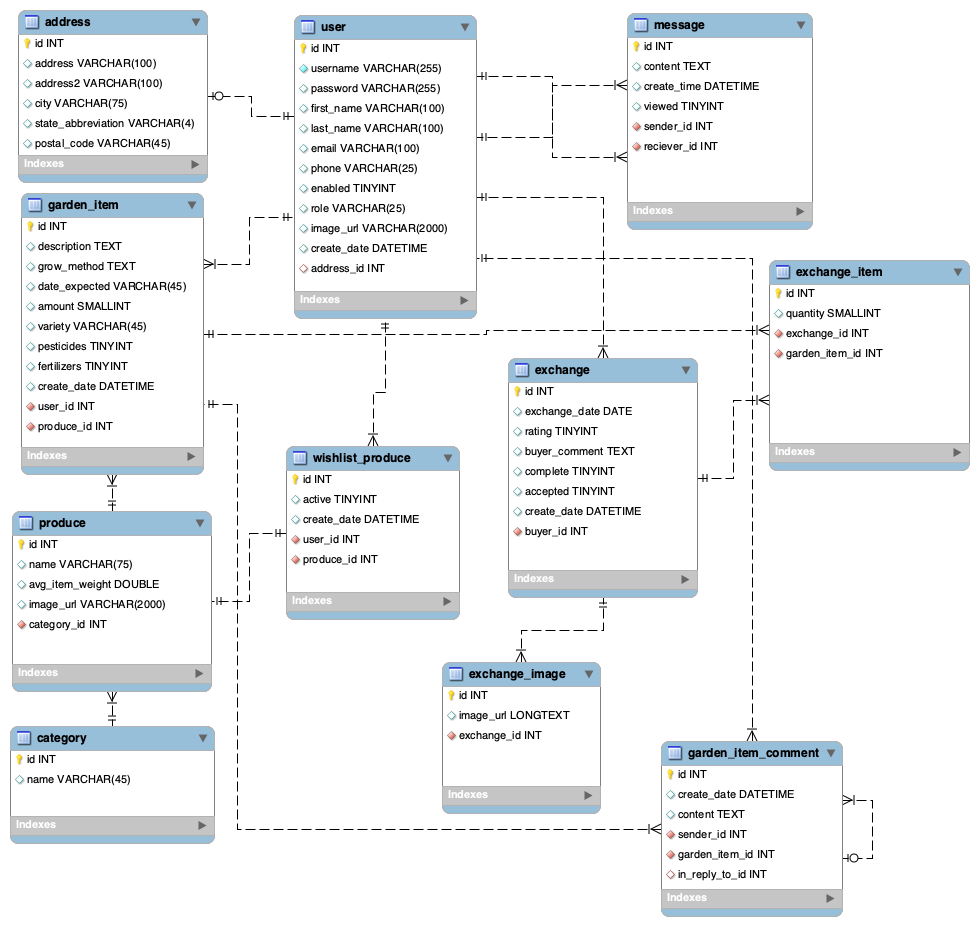 address
id INT
address VARCHAR(100)
address2 VARCHAR(100)
city VARCHAR(75)
state_abbreviation VARCHAR(4)
postal_code VARCHAR(45)
Indexes
user
id INT
username VARCHAR(255)
password VARCHAR(255)
first_name VARCHAR(100)
last_name VARCHAR(100)
email VARCHAR(100)
phone VARCHAR(25)
enabled TINYINT
role VARCHAR(25)
image_url VARCHAR(2000)
create_date DATETIME
address_id INT
Indexes
message
id INT
content TEXT
create_time DATETIME
viewed TINYINT
sender_id INT
reciever_id INT
Indexes
garden_item
id INT
description TEXT
grow_method TEXT
date_expected VARCHAR(45)
amount SMALLINT
variety VARCHAR(45)
pesticides TINYINT
fertilizers TINYINT
create_date DATETIME
user_id INT
produce_id INT
Indexes
exchange_item
id INT
quantity SMALLINT
exchange_id INT
garden_item_id INT
Indexes
exchange
id INT
exchange_date DATE
rating TINYINT
buyer_comment TEXT
complete TINYINT
accepted TINYINT
create_date DATETIME
buyer_id INT
Indexes
wishlist_produce
id INT
active TINYINT
create_date DATETIME
user_id INT
produce_id INT
Indexes
produce
id INT
name VARCHAR(75)
avg_item_weight DOUBLE
image_url VARCHAR(2000)
category_id INT
Indexes
exchange_image
id INT
image_url LONGTEXT
exchange_id INT
Indexes
category
id INT
name VARCHAR(45)
Indexes
garden_item_comment
id INT
create_date DATETIME
content TEXT
sender_id INT
garden_item_id INT
in_reply_to_id INT
Indexes